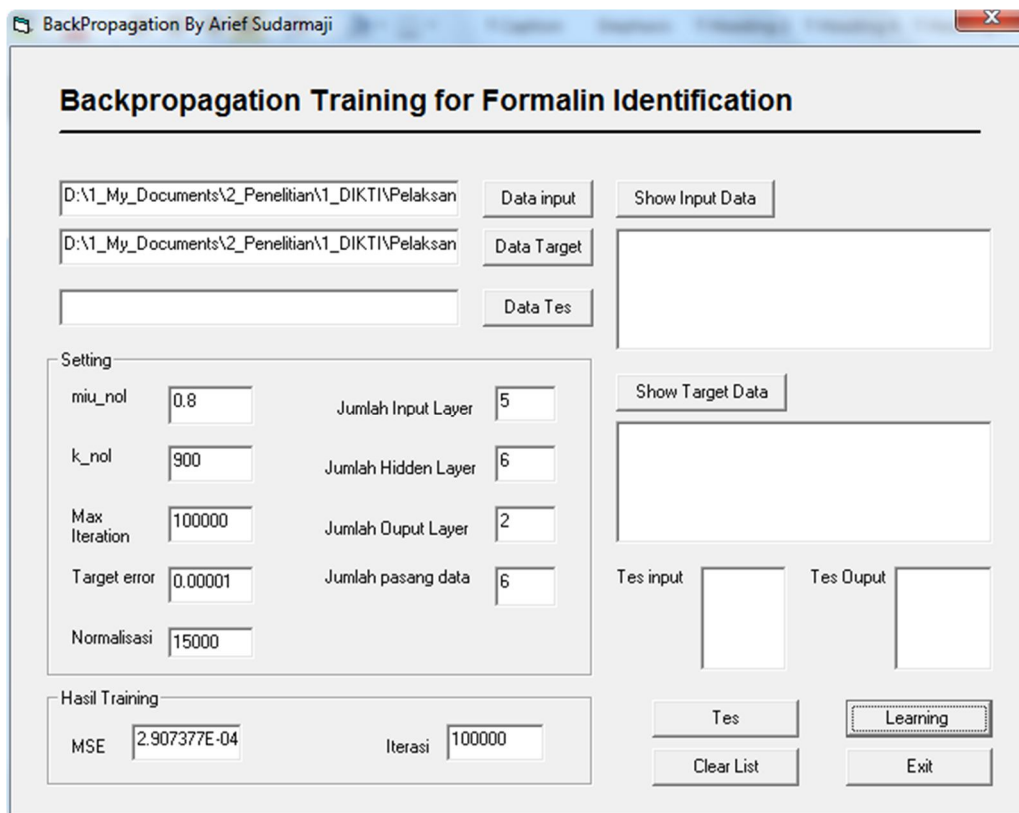 BackPropagation By Arief Sudarmaji
Backpropagation Training for Formalin Identification
D:\1_My_Documents\2_Penelitian\1_DIKTI\Pelaksan
Data input
Show Input Data
D:\1_My_Documents\2_Penelitian\1_DIKTI\Pelaksan
Data Target
Data Tes
Setting
miu_nol
0.8
Jumlah Input Layer
5
Show Target Data
k_nol
900
Jumlah Hidden Layer
6
Max
Iteration
100000
Jumlah Ouput Layer
2
Target error
0.00001
Jumlah pasang data
6
Tes input
Tes Ouput
Normalisasi
15000
Hasil Training
MSE
2.907377E-04
Iterasi
100000
Tes
Learning
Clear List
Exit